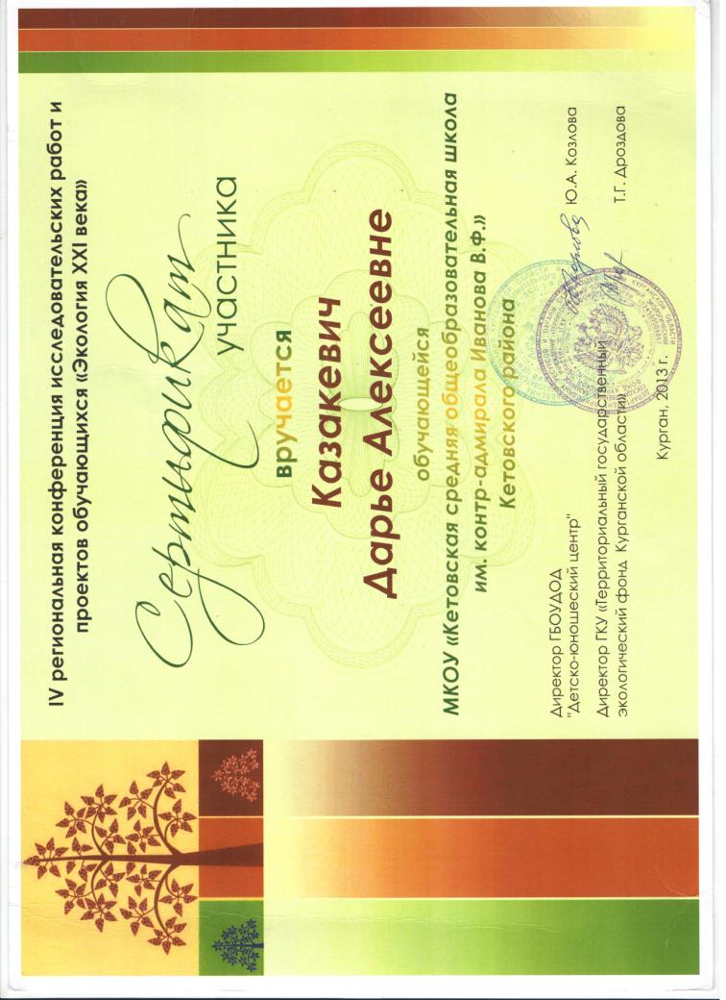 IV региональная конференция исследовательских работ и
проектов обучающихся «Экология XXI века»
Сертификат
участника
вручается
Казакевич
Дарье Алексеевне
обучающейся
МКОУ «Кетовская средняя общеобразовательная школа
им. контр-адмирала Иванова В.Ф.»
Кетовского района
Директор ГБОУДОД
"Детско-юношеский центр" Ю.А. Козлова
Директор ГКУ «Территориальный государственный
экологический фонд Курганской области» Т.Г. Дроздова
Курган, 2013 г.